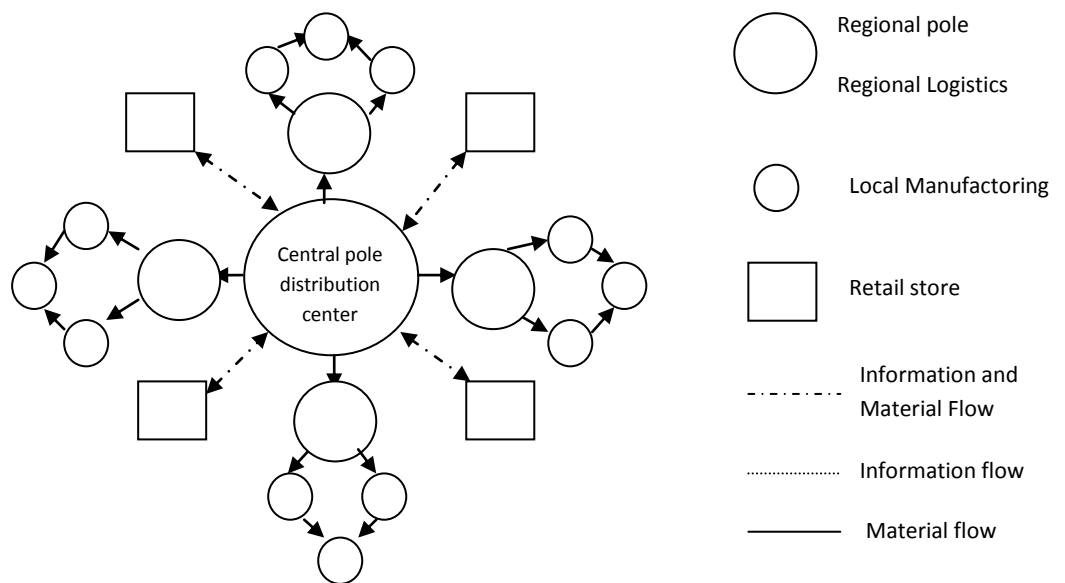 Central pole
distribution
center
Regional pole
Regional Logistics
Local Manufactoring
Retail store
Information and
Material Flow
Information flow
Material flow